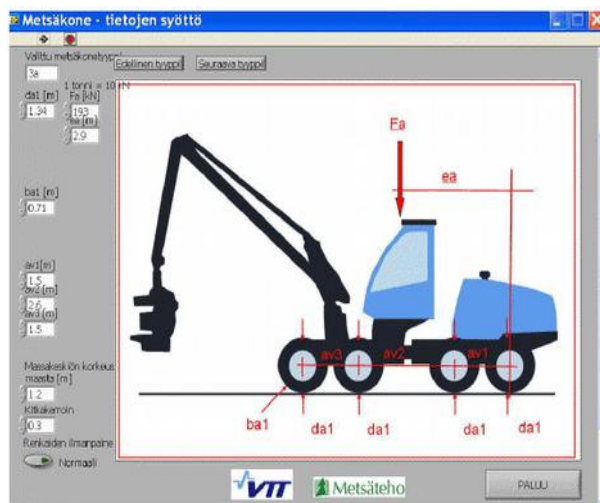 Metsäkone - tietojen syöttö
Valittu metsäkonetyyppi
3a
Edellinen tyyppi
Seuraava tyyppi
1 tonni = 10 kN
da1 [m]
Fa [kN]
1.34
193
ea [m]
2.9
ba1 [m]
0.71
av1[m]
1.5
av2 [m]
2.6
av3 [m]
1.5
Massakeskiön korkeus
maasta [m]
1.2
Kitkakerroin
0.3
Renkaiden ilmanpaine
Normaali
Fa
ea
av3
av2
av1
ba1
da1
da1
da1
da1
VTT
Metsäteho
PALUU